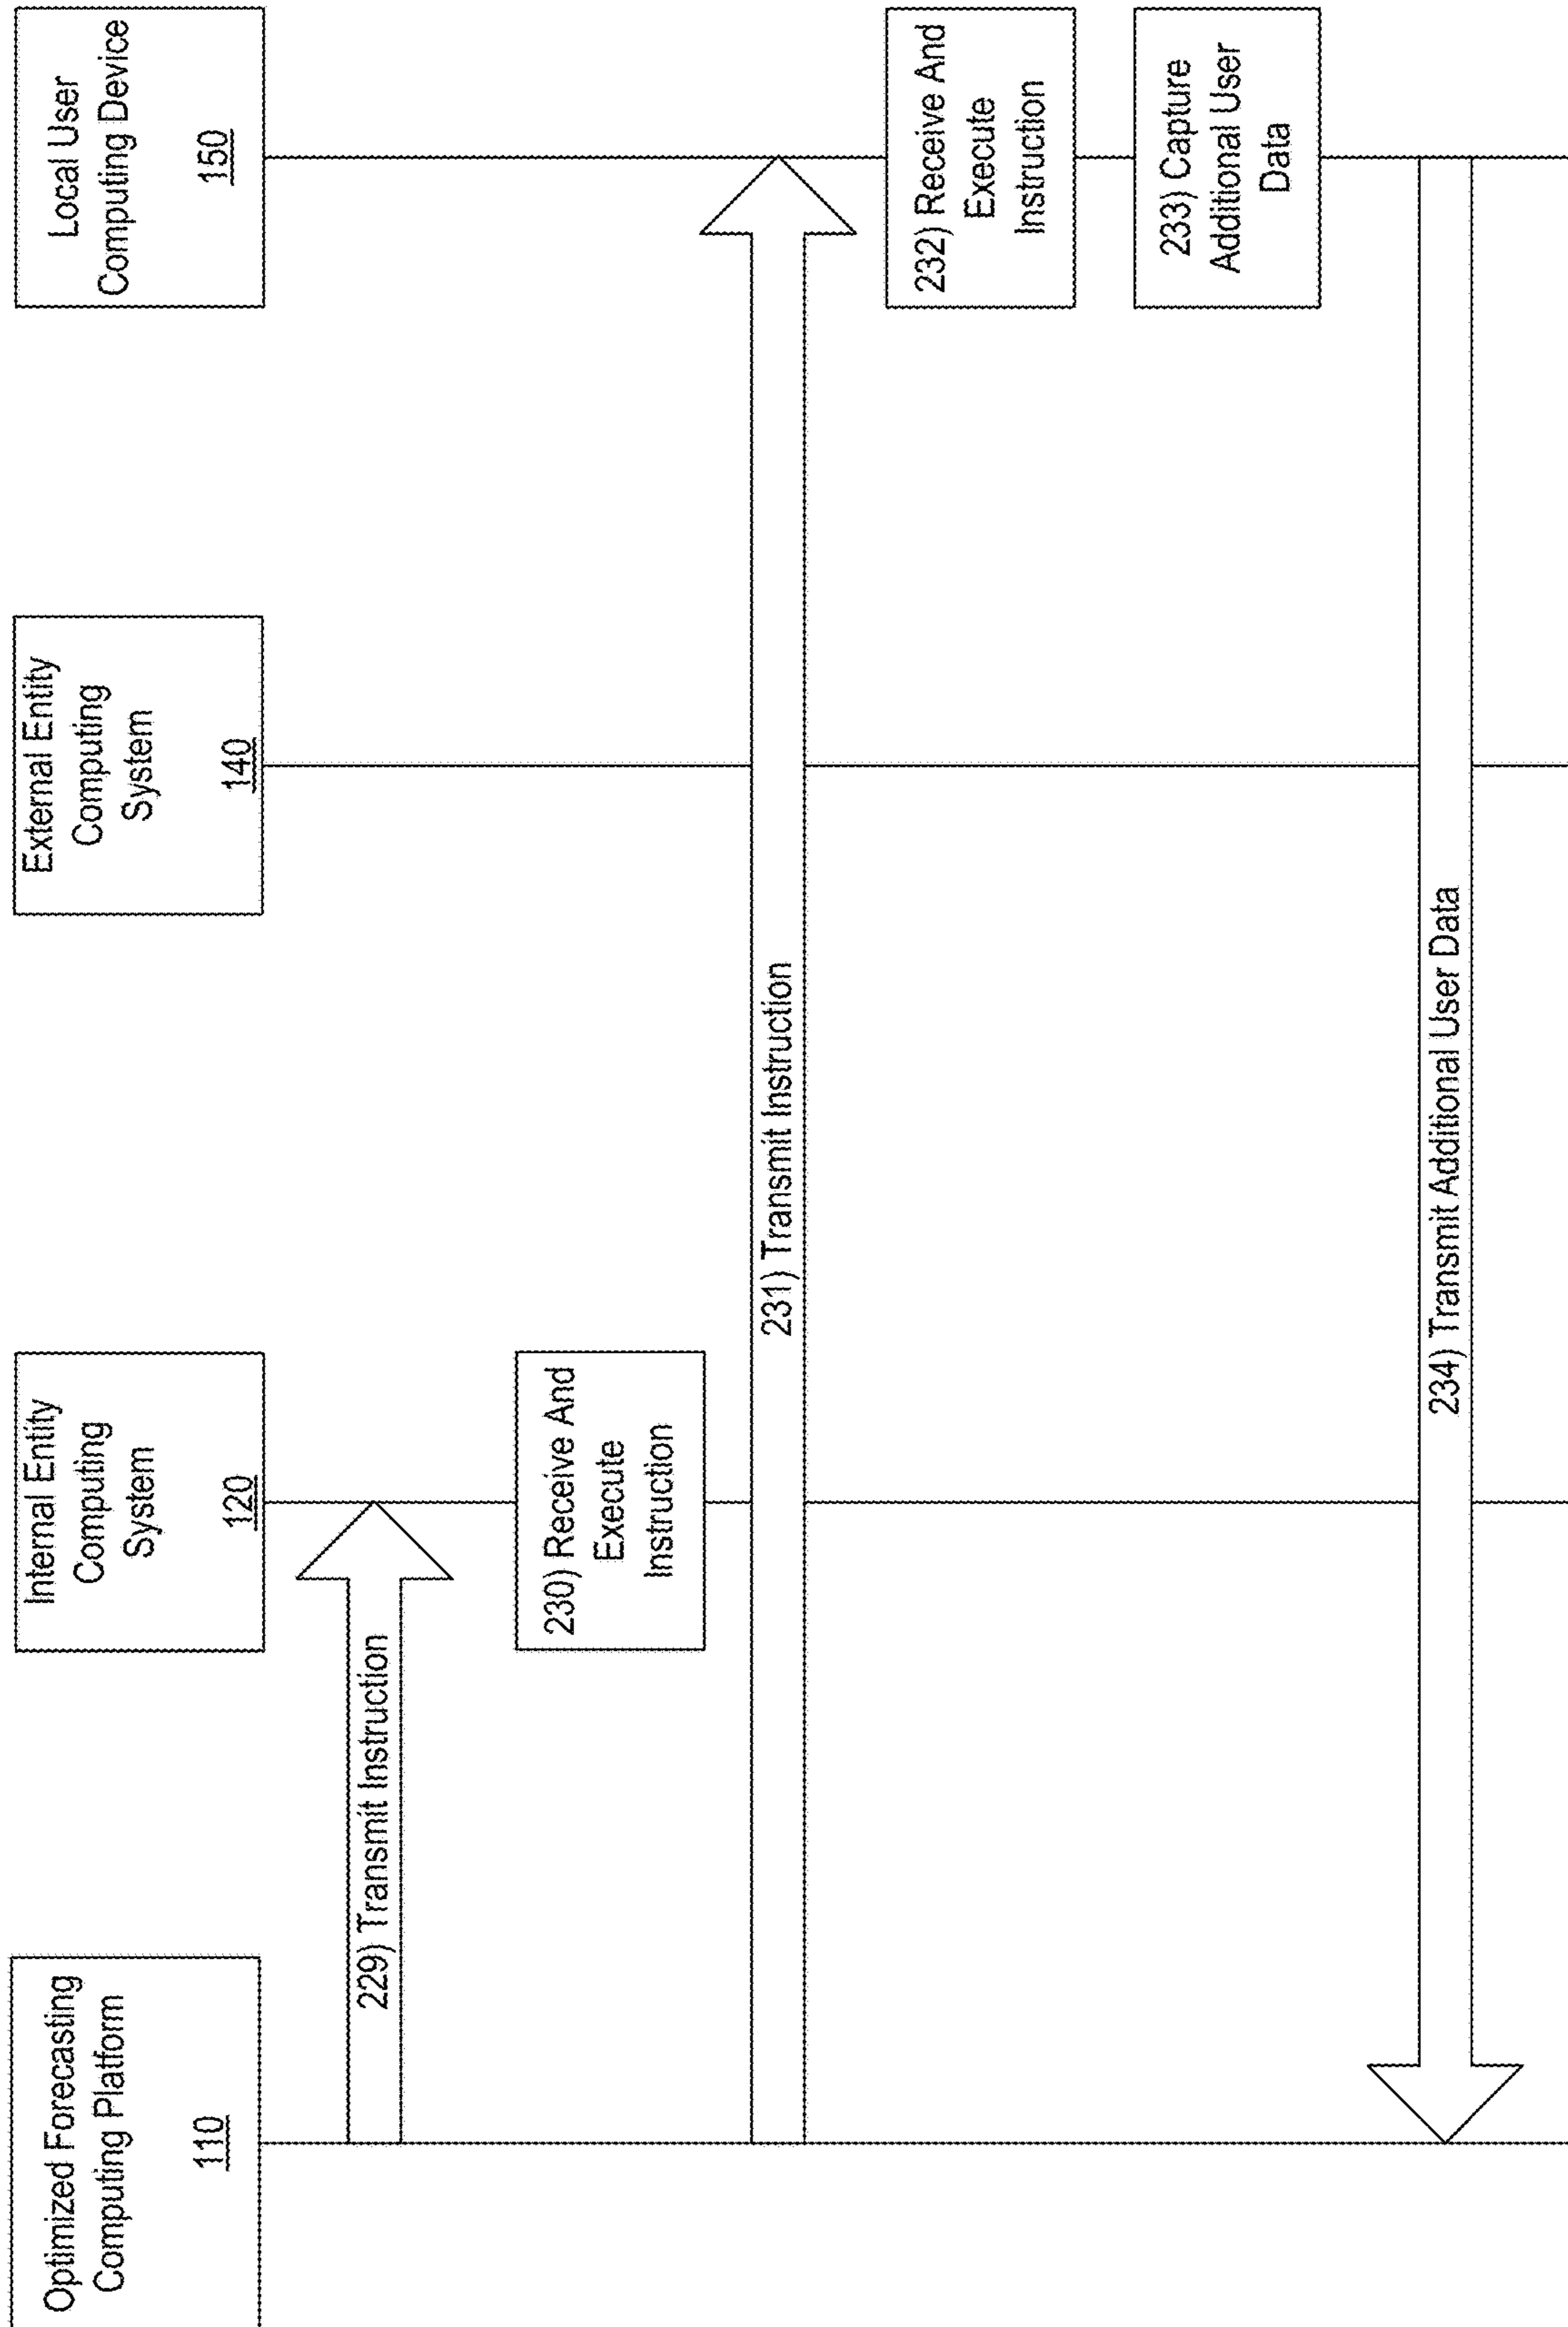 Optimized Forecasting
Computing Platform
110
Internal Entity
Computing
System
120
External Entity
Computing
System
140
Local User
Computing Device
150
229) Transmit Instruction
230) Receive And
Execute
Instruction
231) Transmit Instruction
232) Receive And
Execute
Instruction
233) Capture
Additional User
Data
234) Transmit Additional User Data